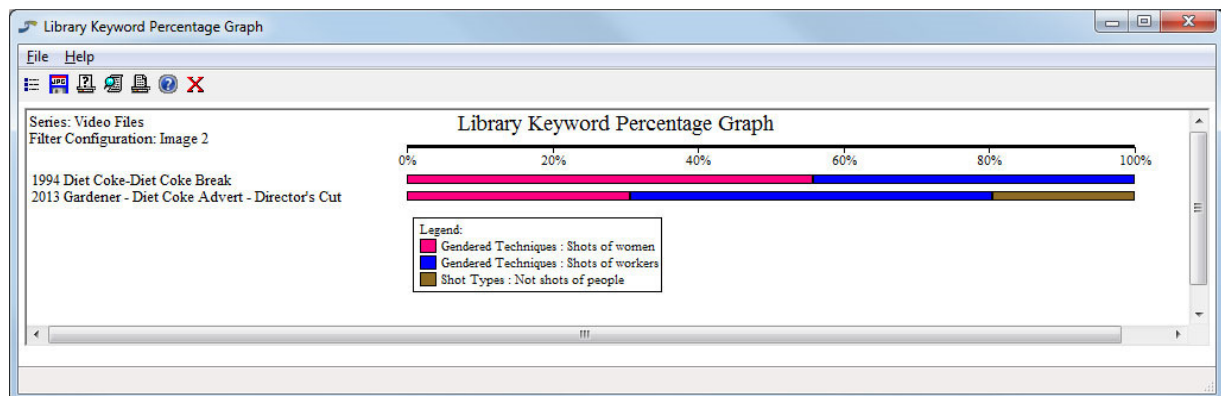 Library Keyword Percentage Graph
File Help
JPG
Series: Video Files
Filter Configuration: Image 2
Library Keyword Percentage Graph
0% 20% 40% 60% 80% 100%
1994 Diet Coke-Diet Coke Break
2013 Gardener - Diet Coke Advert - Director's Cut
Legend:
Gendered Techniques : Shots of women
Gendered Techniques : Shots of workers
Shot Types : Not shots of people